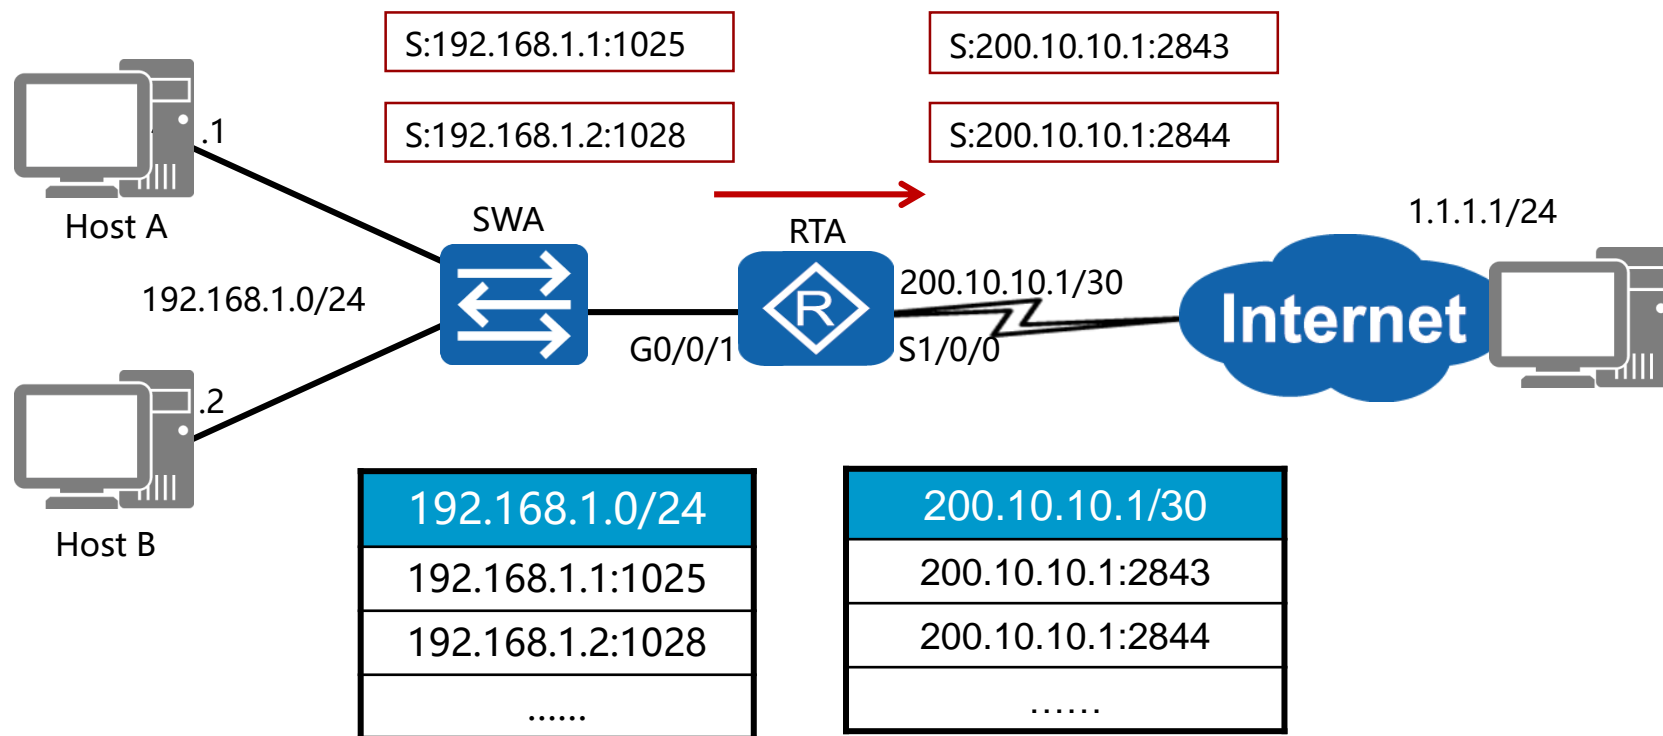 S:192.168.1.1:1025
S:200.10.10.1:2843
S:192.168.1.2:1028
S:200.10.10.1:2844
.1
Host A
SWA
RTA
1.1.1.1/24
192.168.1.0/24
200.10.10.1/30
R
Internet
G0/0/1
S1/0/0
.2
Host B
192.168.1.0/24
192.168.1.1:1025
192.168.1.2:1028
......
200.10.10.1/30
200.10.10.1:2843
200.10.10.1:2844
......